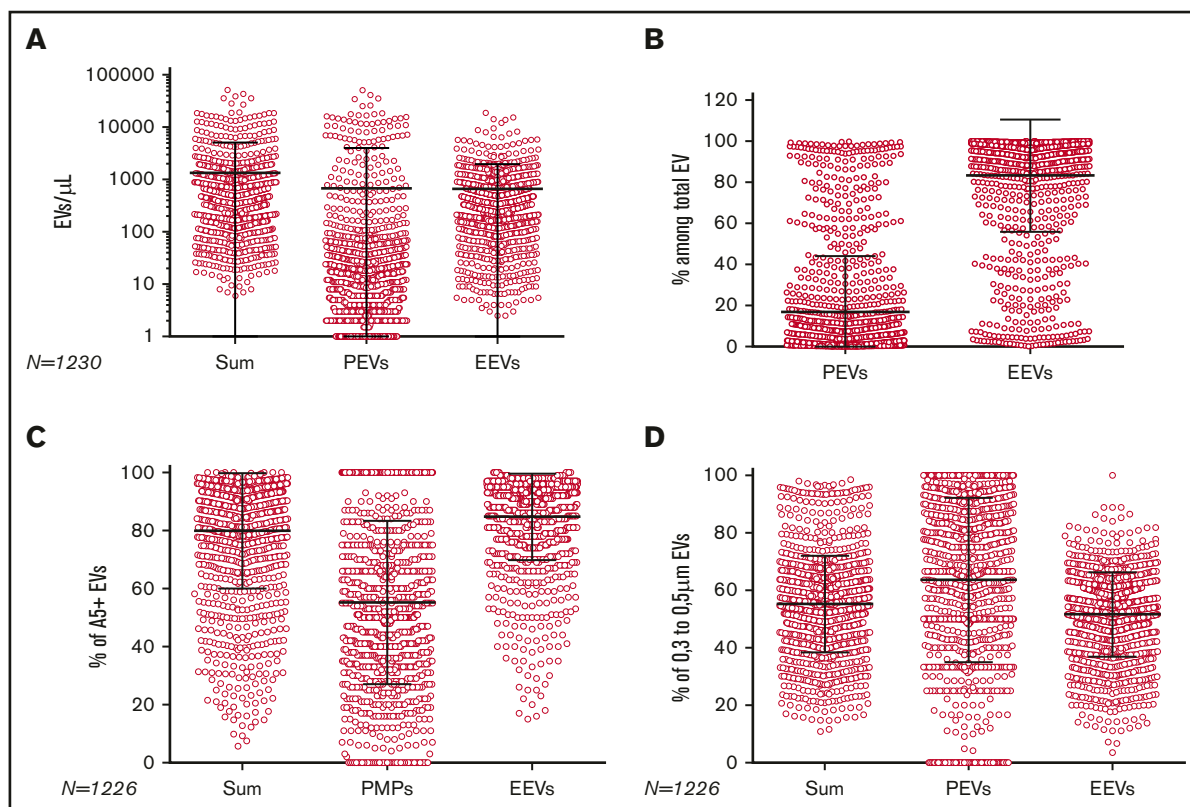 A
EVs/μL
100000
10000
1000
100
10
1
N=1230
Sum
PEVs
EEVs
B
% among total EV
120
100
80
60
40
20
0
PEVs
EEVs
C
% of A5+ EVs
100
80
60
40
20
0
N=1226
Sum
PMPs
EEVs
D
% of 0,3 to 0,5μm EVs
100
80
60
40
20
0
N=1226
Sum
PEVs
EEVs